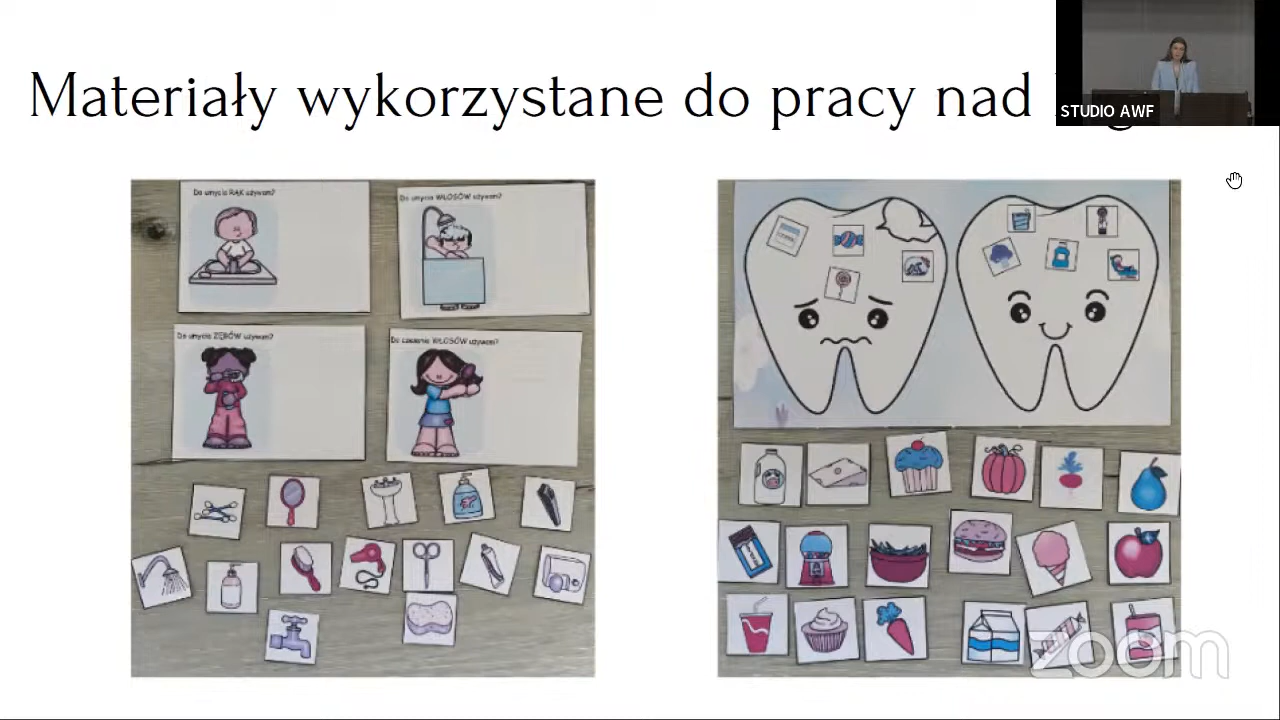 Materiały wykorzystane do pracy nad
STUDIO AWF
Do umycia RĄK używam?
Do umycia WŁOSÓW używam?
Do umycia ZĘBÓW używam?
Do czesania WŁOSÓW używam?
zoom